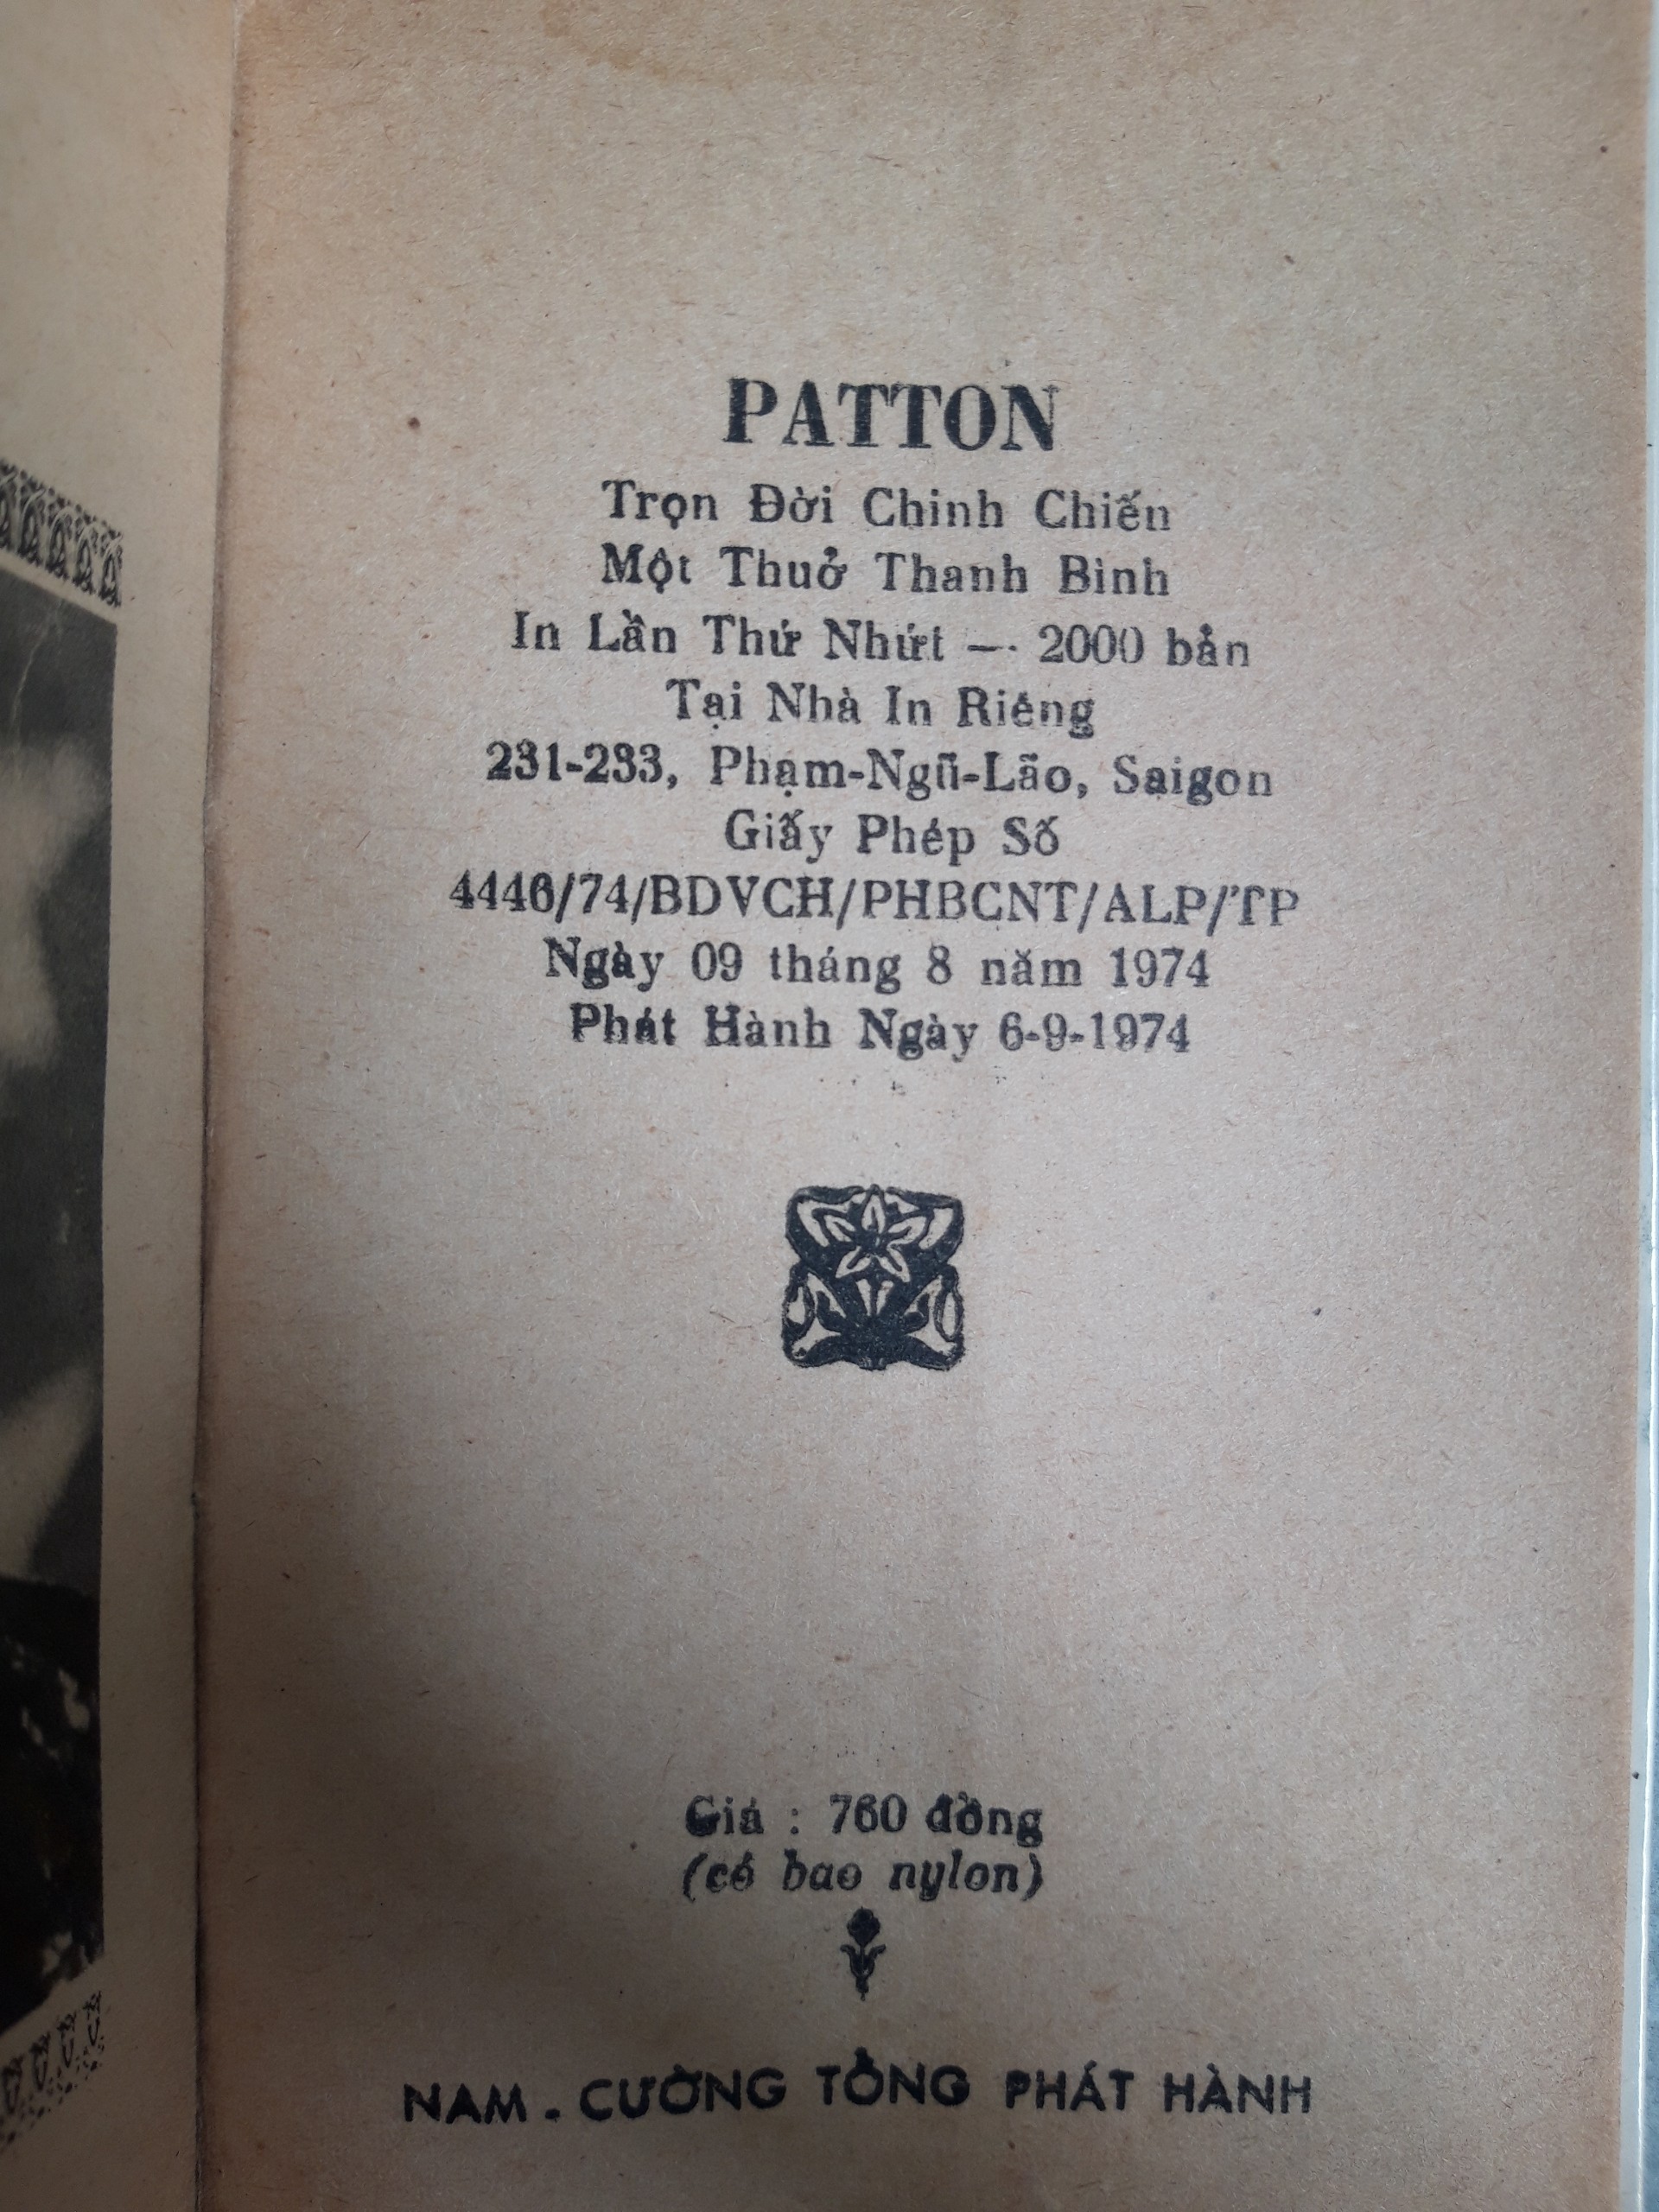 PATTON
Trọn Đời Chinh Chiến
Một Thuở Thanh Bình
In Lần Thứ Nhứt — 2000 bản
Tại Nhà In Riêng
231-233, Phạm-Ngũ-Lão, Saigon
Giấy Phép Số
4446/74/BDVCH/PHBCNT/ALP/TP
Ngày 09 tháng 8 năm 1974
Phát Hành Ngày 6-9-1974
Giá : 760 đồng
(có bao nylon)
NAM - CƯỜNG TỔNG PHÁT HÀNH